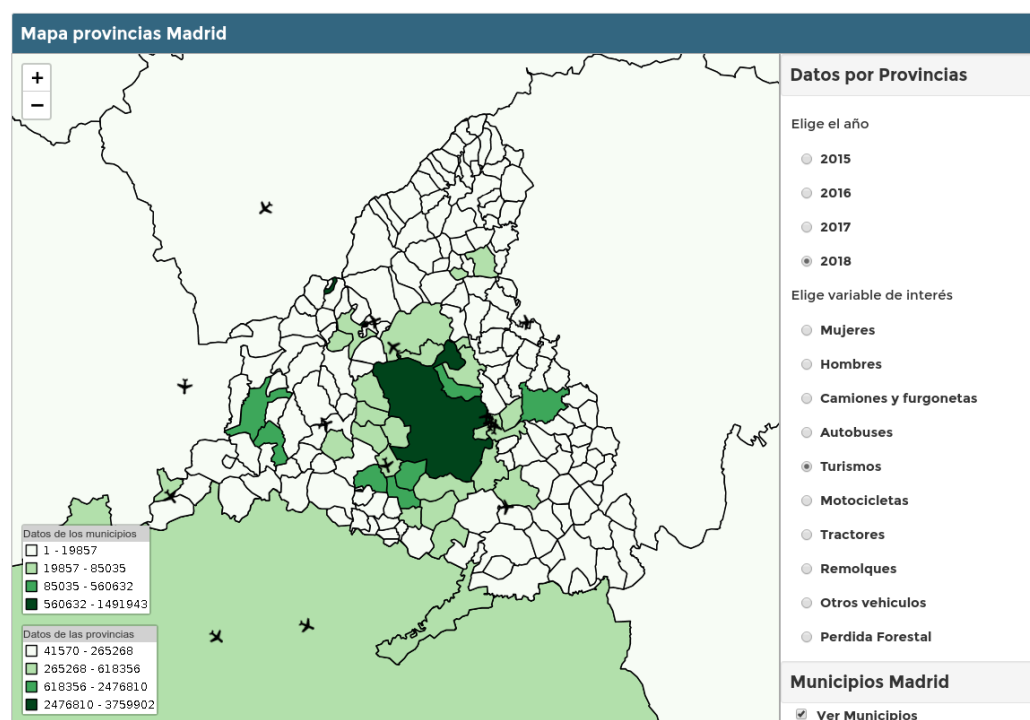 Mapa provincias Madrid
+
−
Datos de los municipios
1 - 19857
19857 - 85035
85035 - 560632
560632 - 1491943
Datos de las provincias
41570 - 265268
265268 - 618356
618356 - 2476810
2476810 - 3759902
Datos por Provincias
Elige el año
2015
2016
2017
2018
Elige variable de interés
Mujeres
Hombres
Camiones y furgonetas
Autobuses
Turismos
Motocicletas
Tractores
Remolques
Otros vehiculos
Perdida Forestal
Municipios Madrid
Ver Municipios